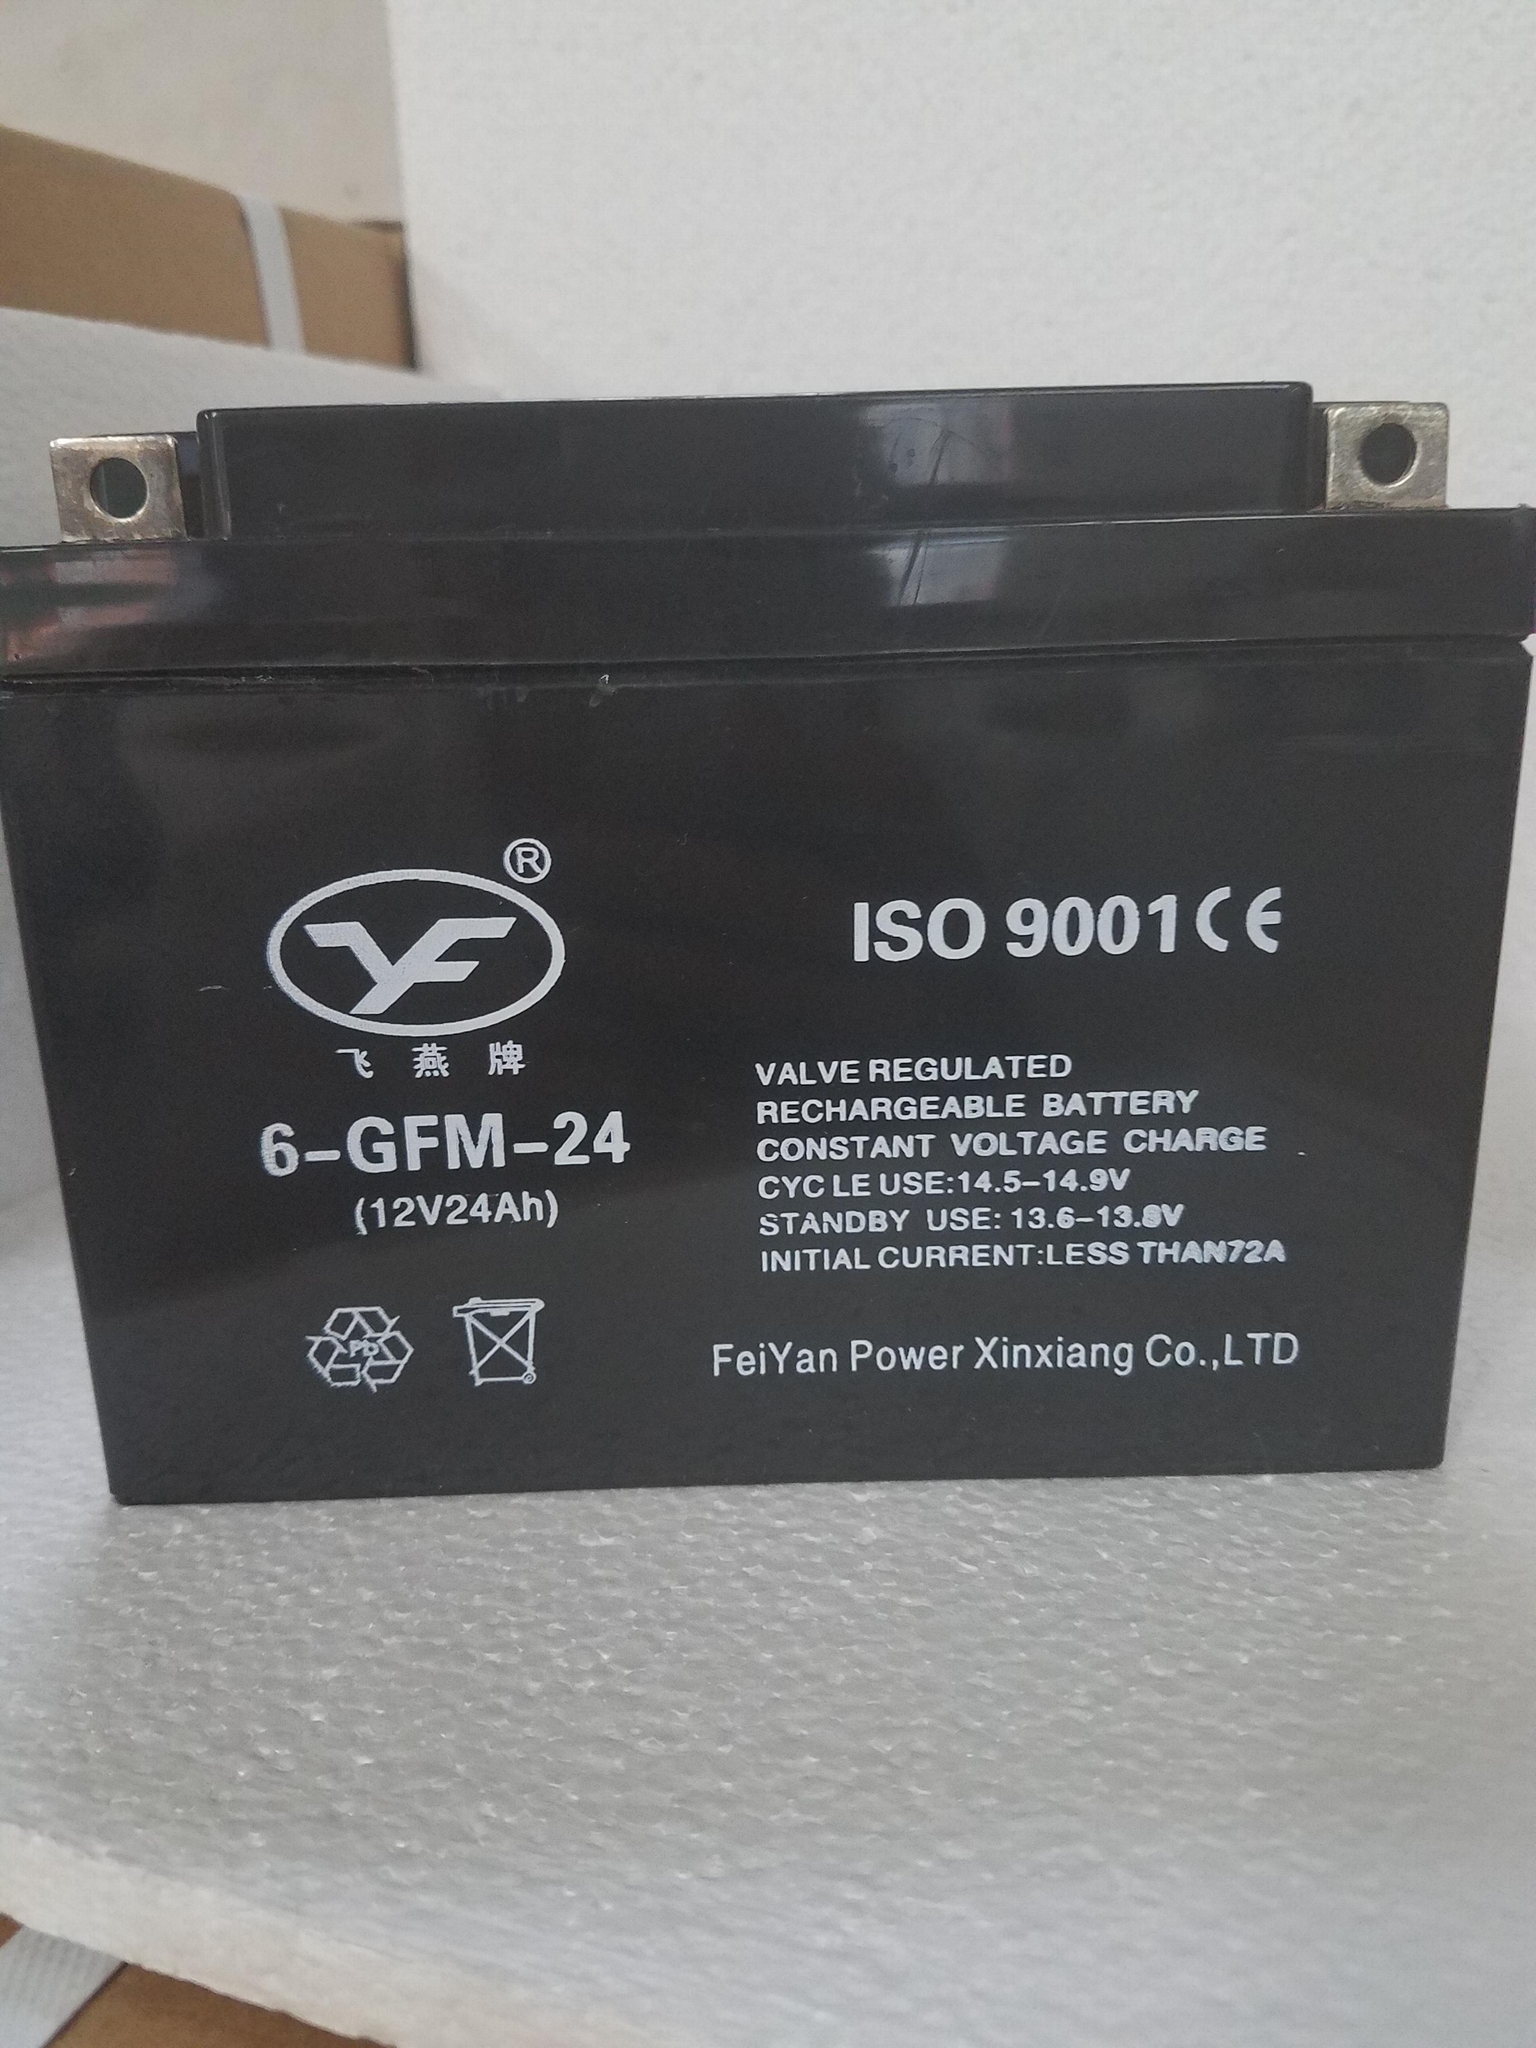 YF®
飞燕牌
6-GFM-24
(12V24Ah)
Pb
ISO 9001 CE
VALVE REGULATED
RECHARGEABLE BATTERY
CONSTANT VOLTAGE CHARGE
CYCLE USE:14.5-14.9V
STANDBY USE: 13.6-13.8V
INITIAL CURRENT:LESS THAN72A
FeiYan Power Xinxiang Co.,LTD